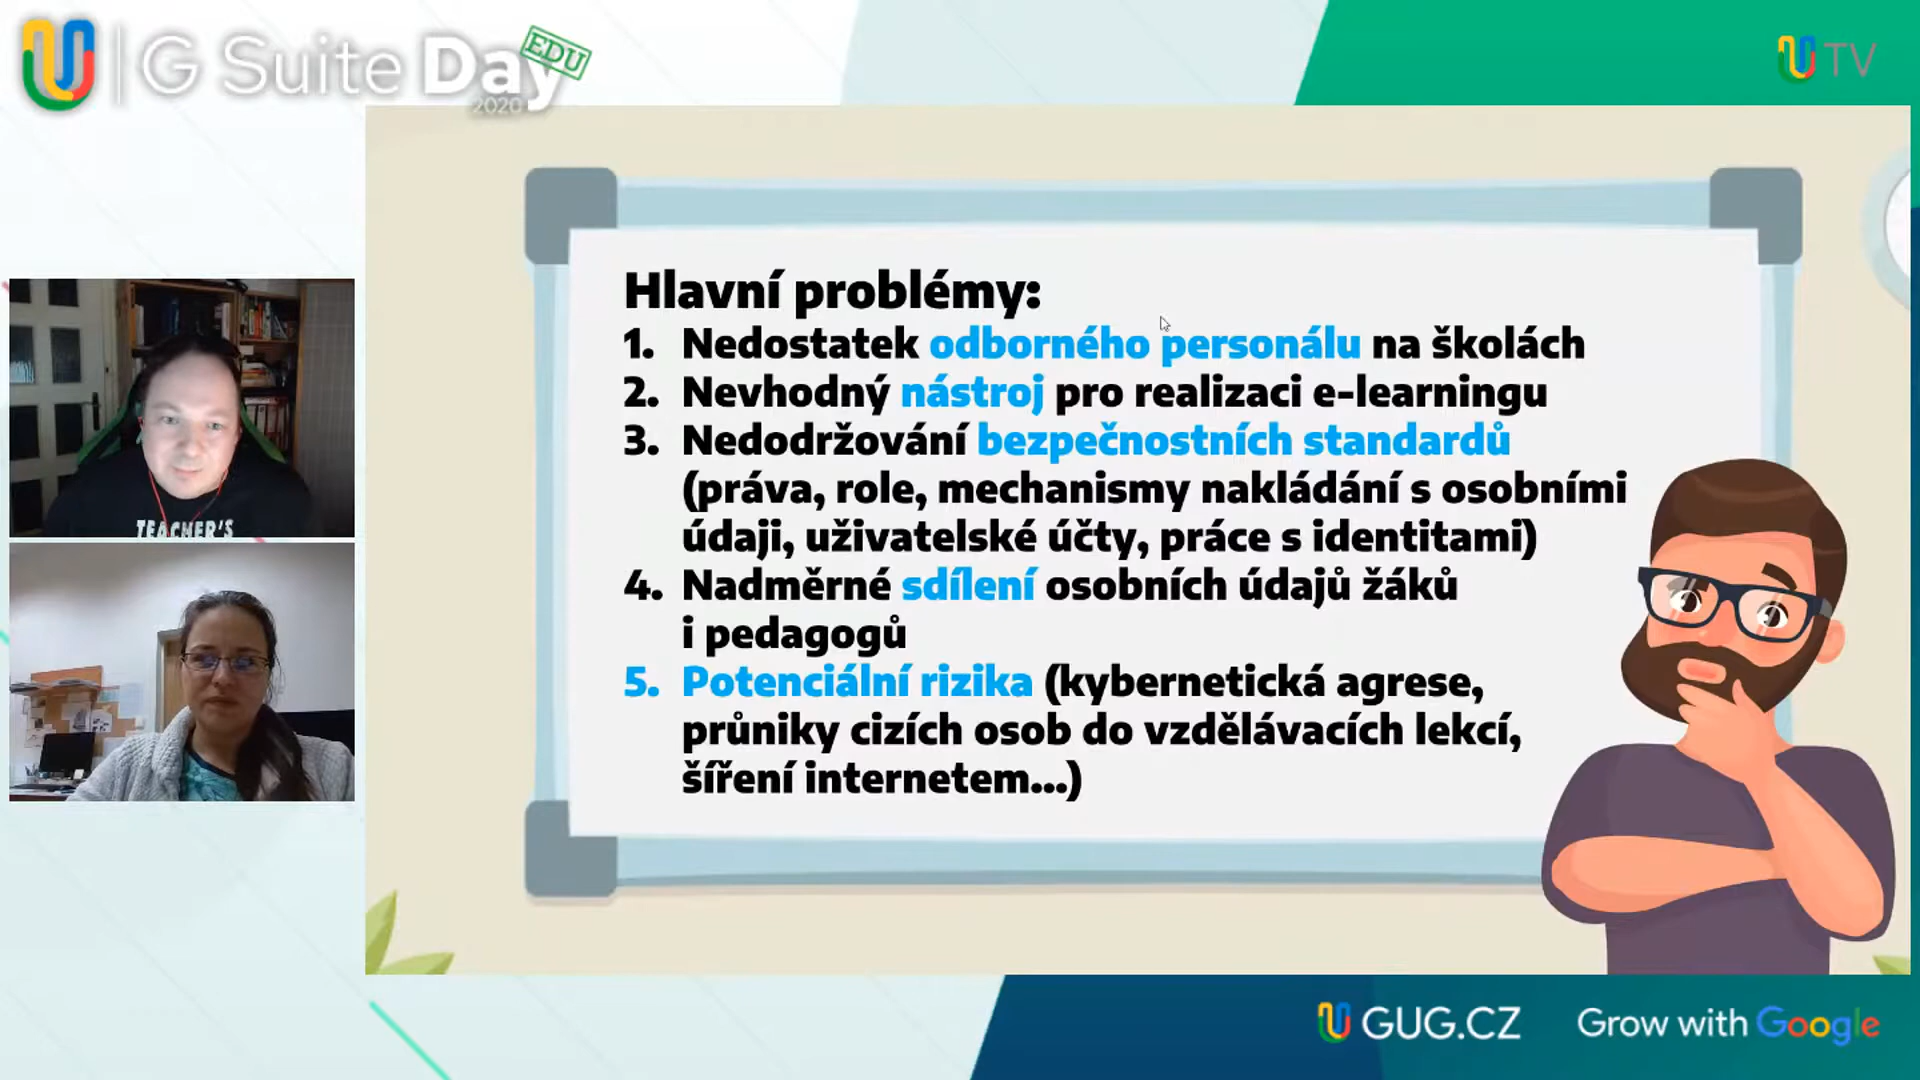 G Suite Day
EDU
2020
TV
Hlavní problémy:
1. Nedostatek odborného personálu na školách
2. Nevhodný nástroj pro realizaci e-learningu
3. Nedodržování bezpečnostních standardů
(práva, role, mechanismy nakládání s osobními
údaji, uživatelské účty, práce s identitami)
4. Nadměrné sdílení osobních údajů žáků
i pedagogů
5. Potenciální rizika (kybernetická agrese,
průniky cizích osob do vzdělávacích lekcí,
šíření internetem...)
TEACHER'S
GUG.CZ
Grow with Google